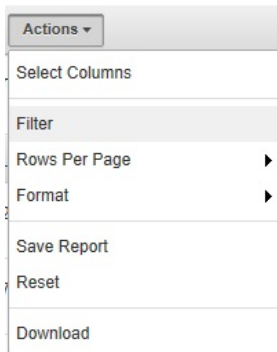 Actions
Select Columns
Filter
Rows Per Page
Format
Save Report
Reset
Download